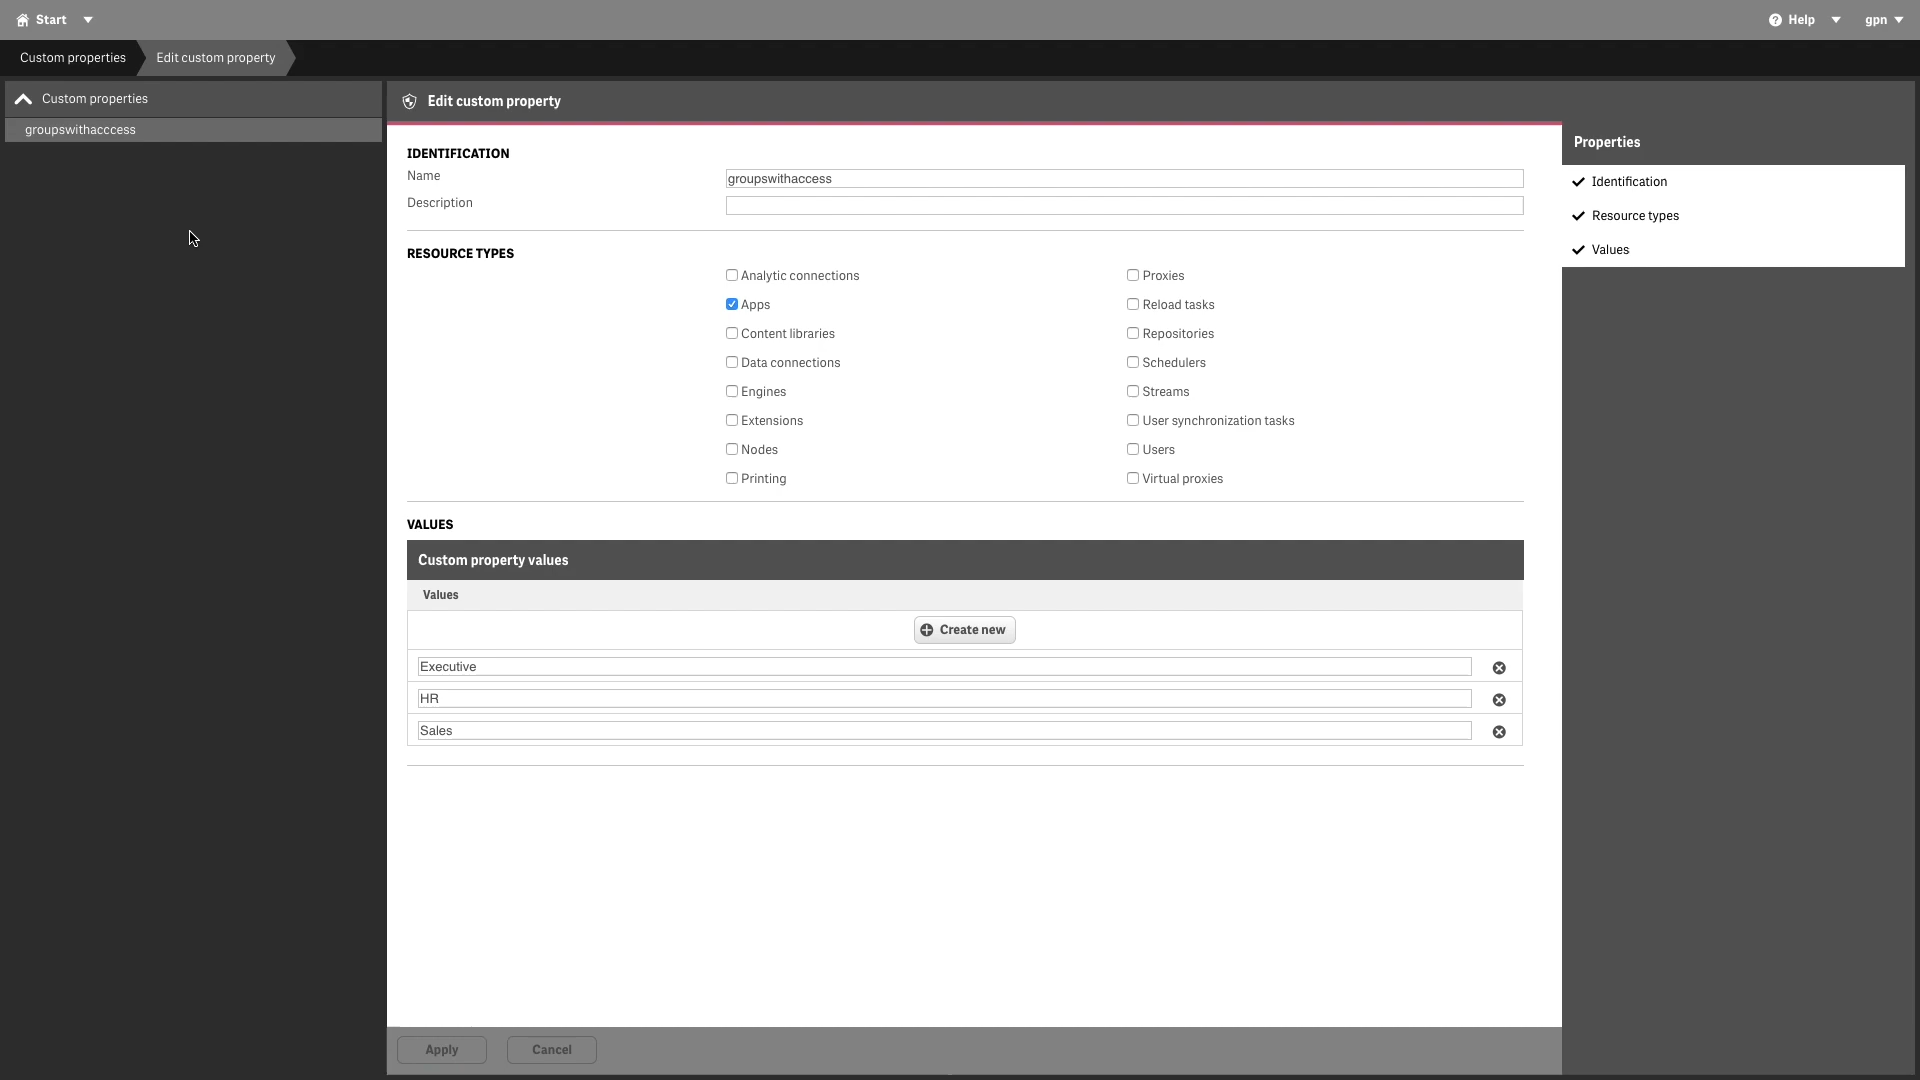 Start
Help
gpn
Custom properties
Edit custom property
Custom properties
groupswithacccess
Edit custom property
IDENTIFICATION
Name
groupswithaccess
Description
RESOURCE TYPES
Analytic connections
Proxies
Apps
Reload tasks
Content libraries
Repositories
Data connections
Schedulers
Engines
Streams
Extensions
User synchronization tasks
Nodes
Users
Printing
Virtual proxies
VALUES
Custom property values
Values
Create new
Executive
HR
Sales
Apply
Cancel
Properties
Identification
Resource types
Values